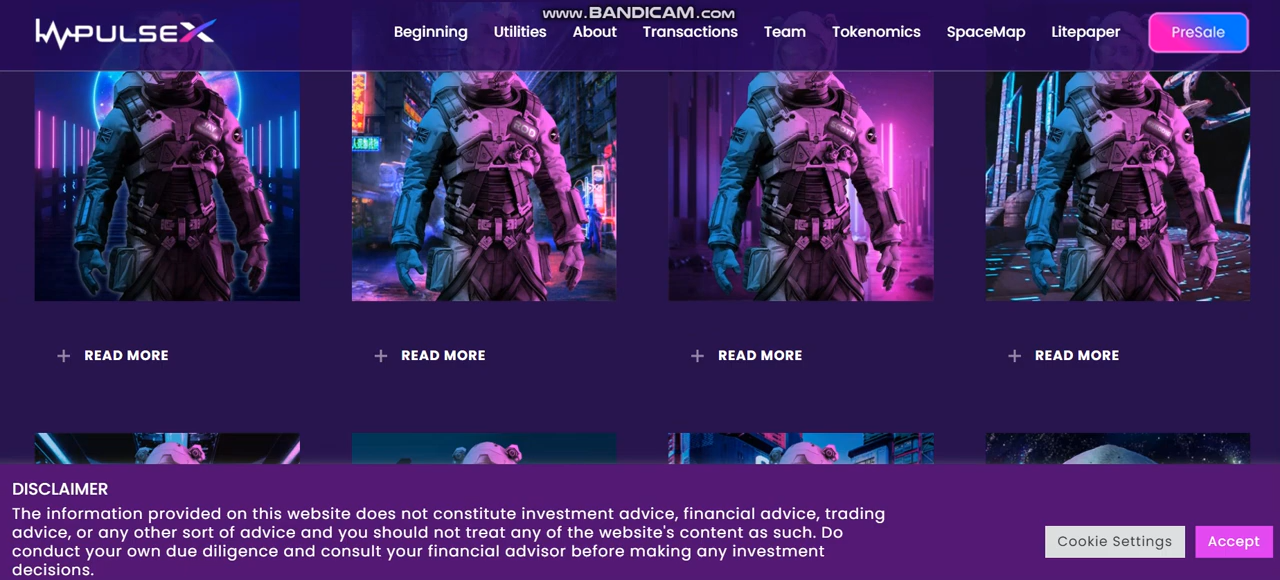 www.BANDICAM.com
IMPULSEX
Beginning Utilities About Transactions Team Tokenomics SpaceMap Litepaper PreSale
READ MORE READ MORE READ MORE READ MORE
DISCLAIMER
The information provided on this website does not constitute investment advice, financial advice, trading
advice, or any other sort of advice and you should not treat any of the website's content as such. Do
conduct your own due diligence and consult your financial advisor before making any investment
decisions.
Cookie Settings Accept